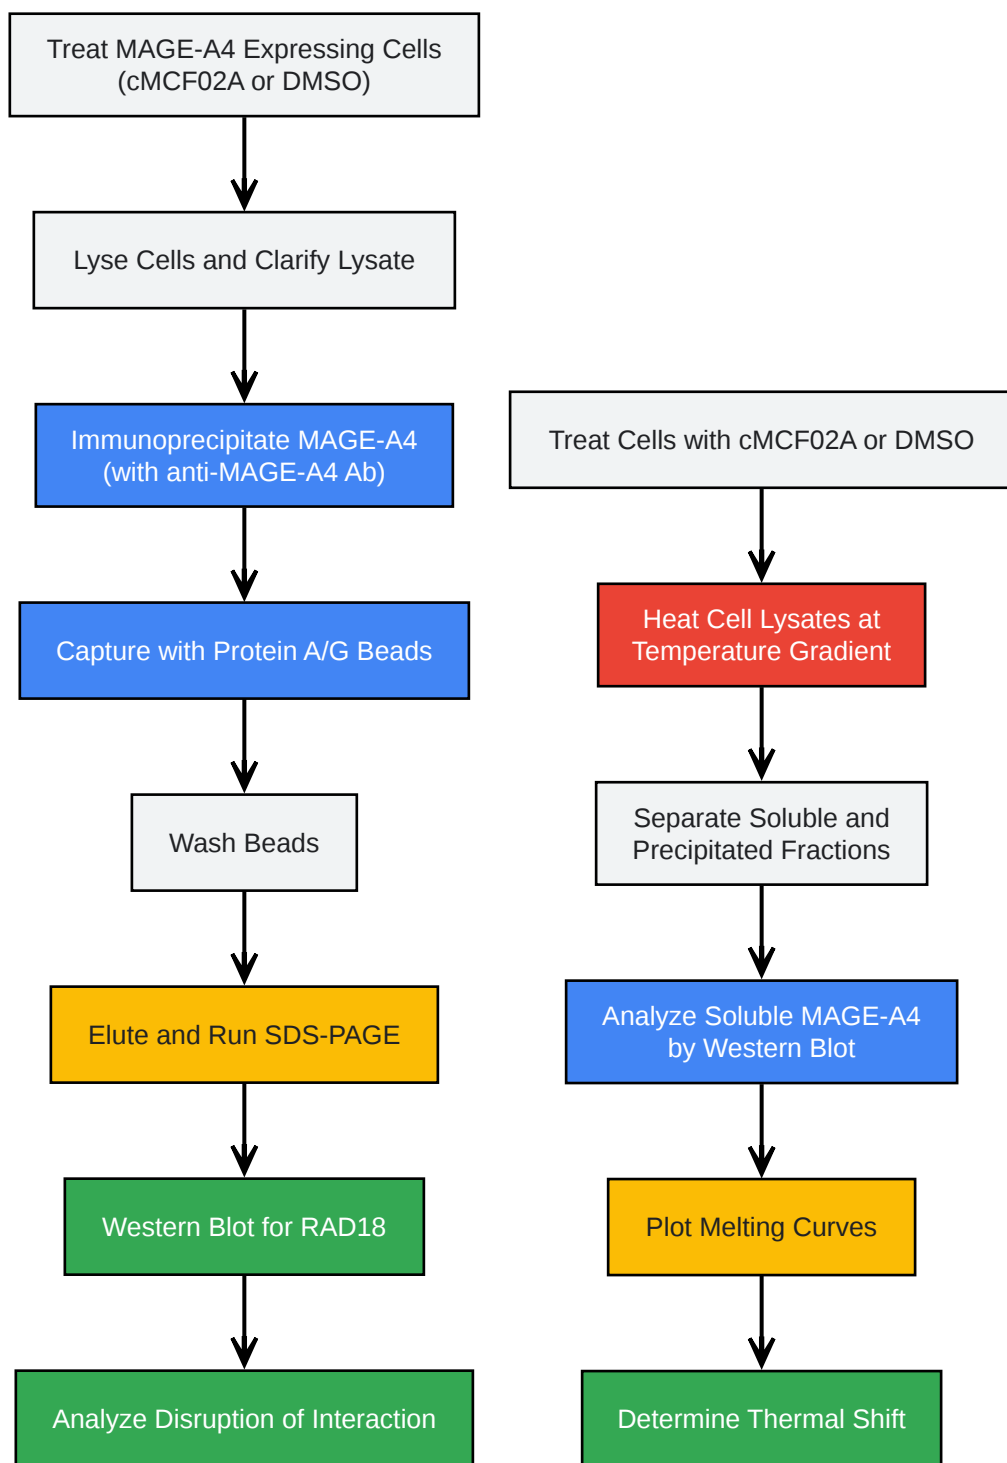 Treat MAGE-A4 Expressing Cells
(cMCF02A or DMSO)
Lyse Cells and Clarify Lysate
Immunoprecipitate MAGE-A4
(with anti-MAGE-A4 Ab)
Capture with Protein A/G Beads
Wash Beads
Elute and Run SDS-PAGE
Western Blot for RAD18
Analyze Disruption of Interaction
Treat Cells with cMCF02A or DMSO
Heat Cell Lysates at
Temperature Gradient
Separate Soluble and
Precipitated Fractions
Analyze Soluble MAGE-A4
by Western Blot
Plot Melting Curves
Determine Thermal Shift